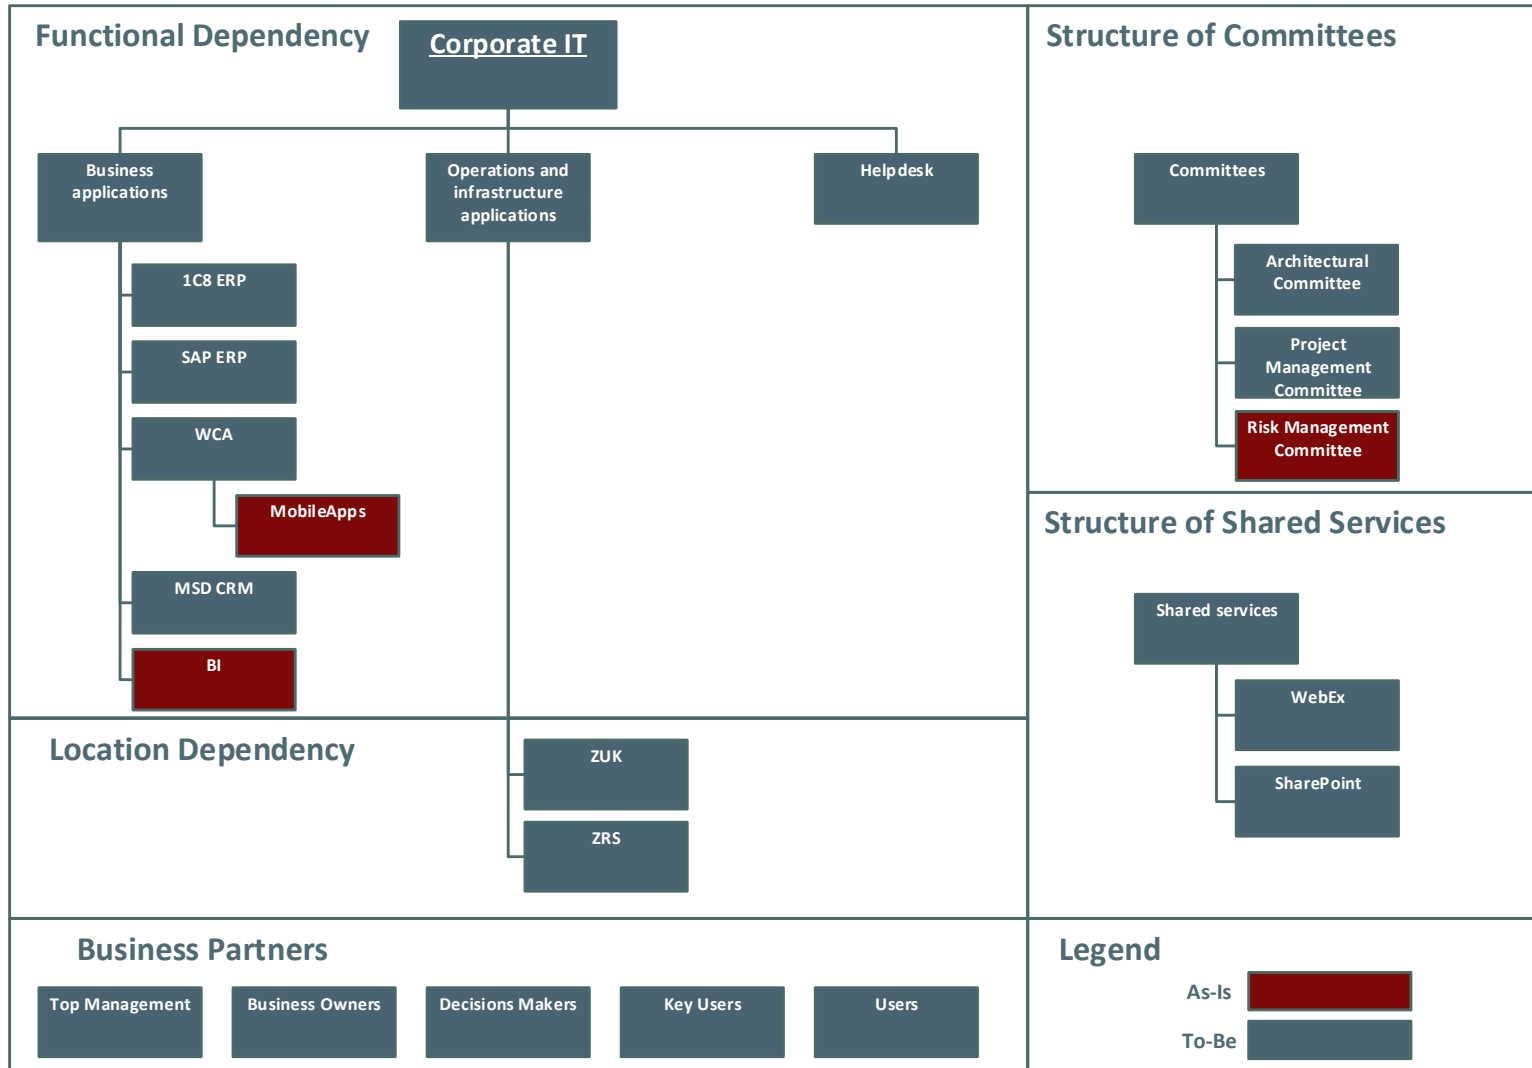 Functional Dependency
Corporate IT
Business
applications
Operations and
infrastructure
applications
Helpdesk
1C8 ERP
SAP ERP
WCA
MobileApps
MSD CRM
BI
Location Dependency
ZUK
ZRS
Business Partners
Top Management
Business Owners
Decisions Makers
Key Users
Users
Structure of Committees
Committees
Architectural
Committee
Project
Management
Committee
Risk Management
Committee
Structure of Shared Services
Shared services
WebEx
SharePoint
Legend
As-Is
To-Be